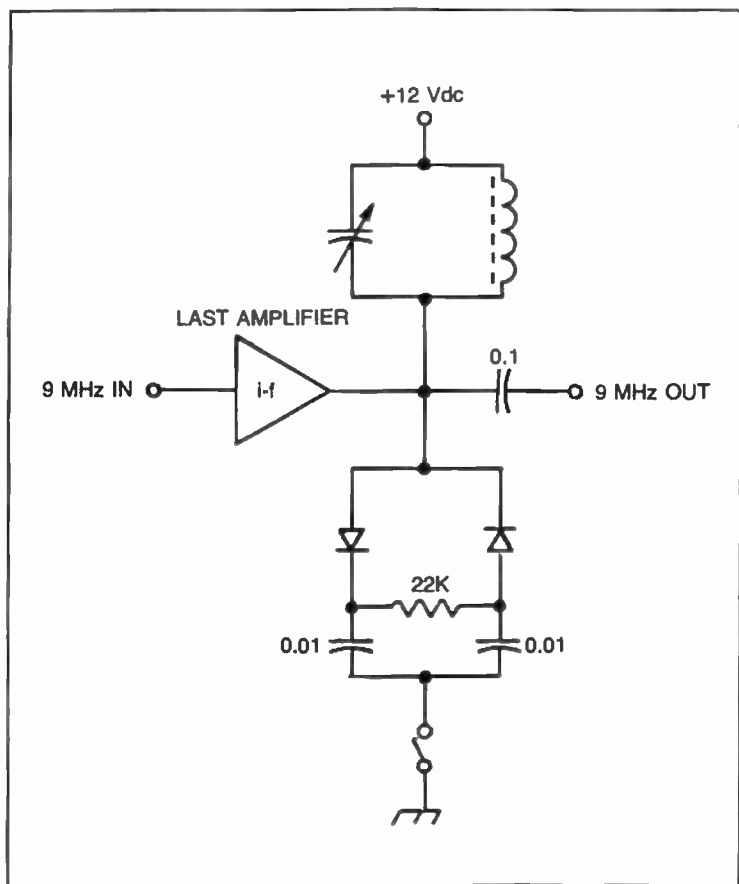 +12 Vdc
LAST AMPLIFIER
0.1
9 MHz IN
i-f
9 MHz OUT
22K
0.01
0.01